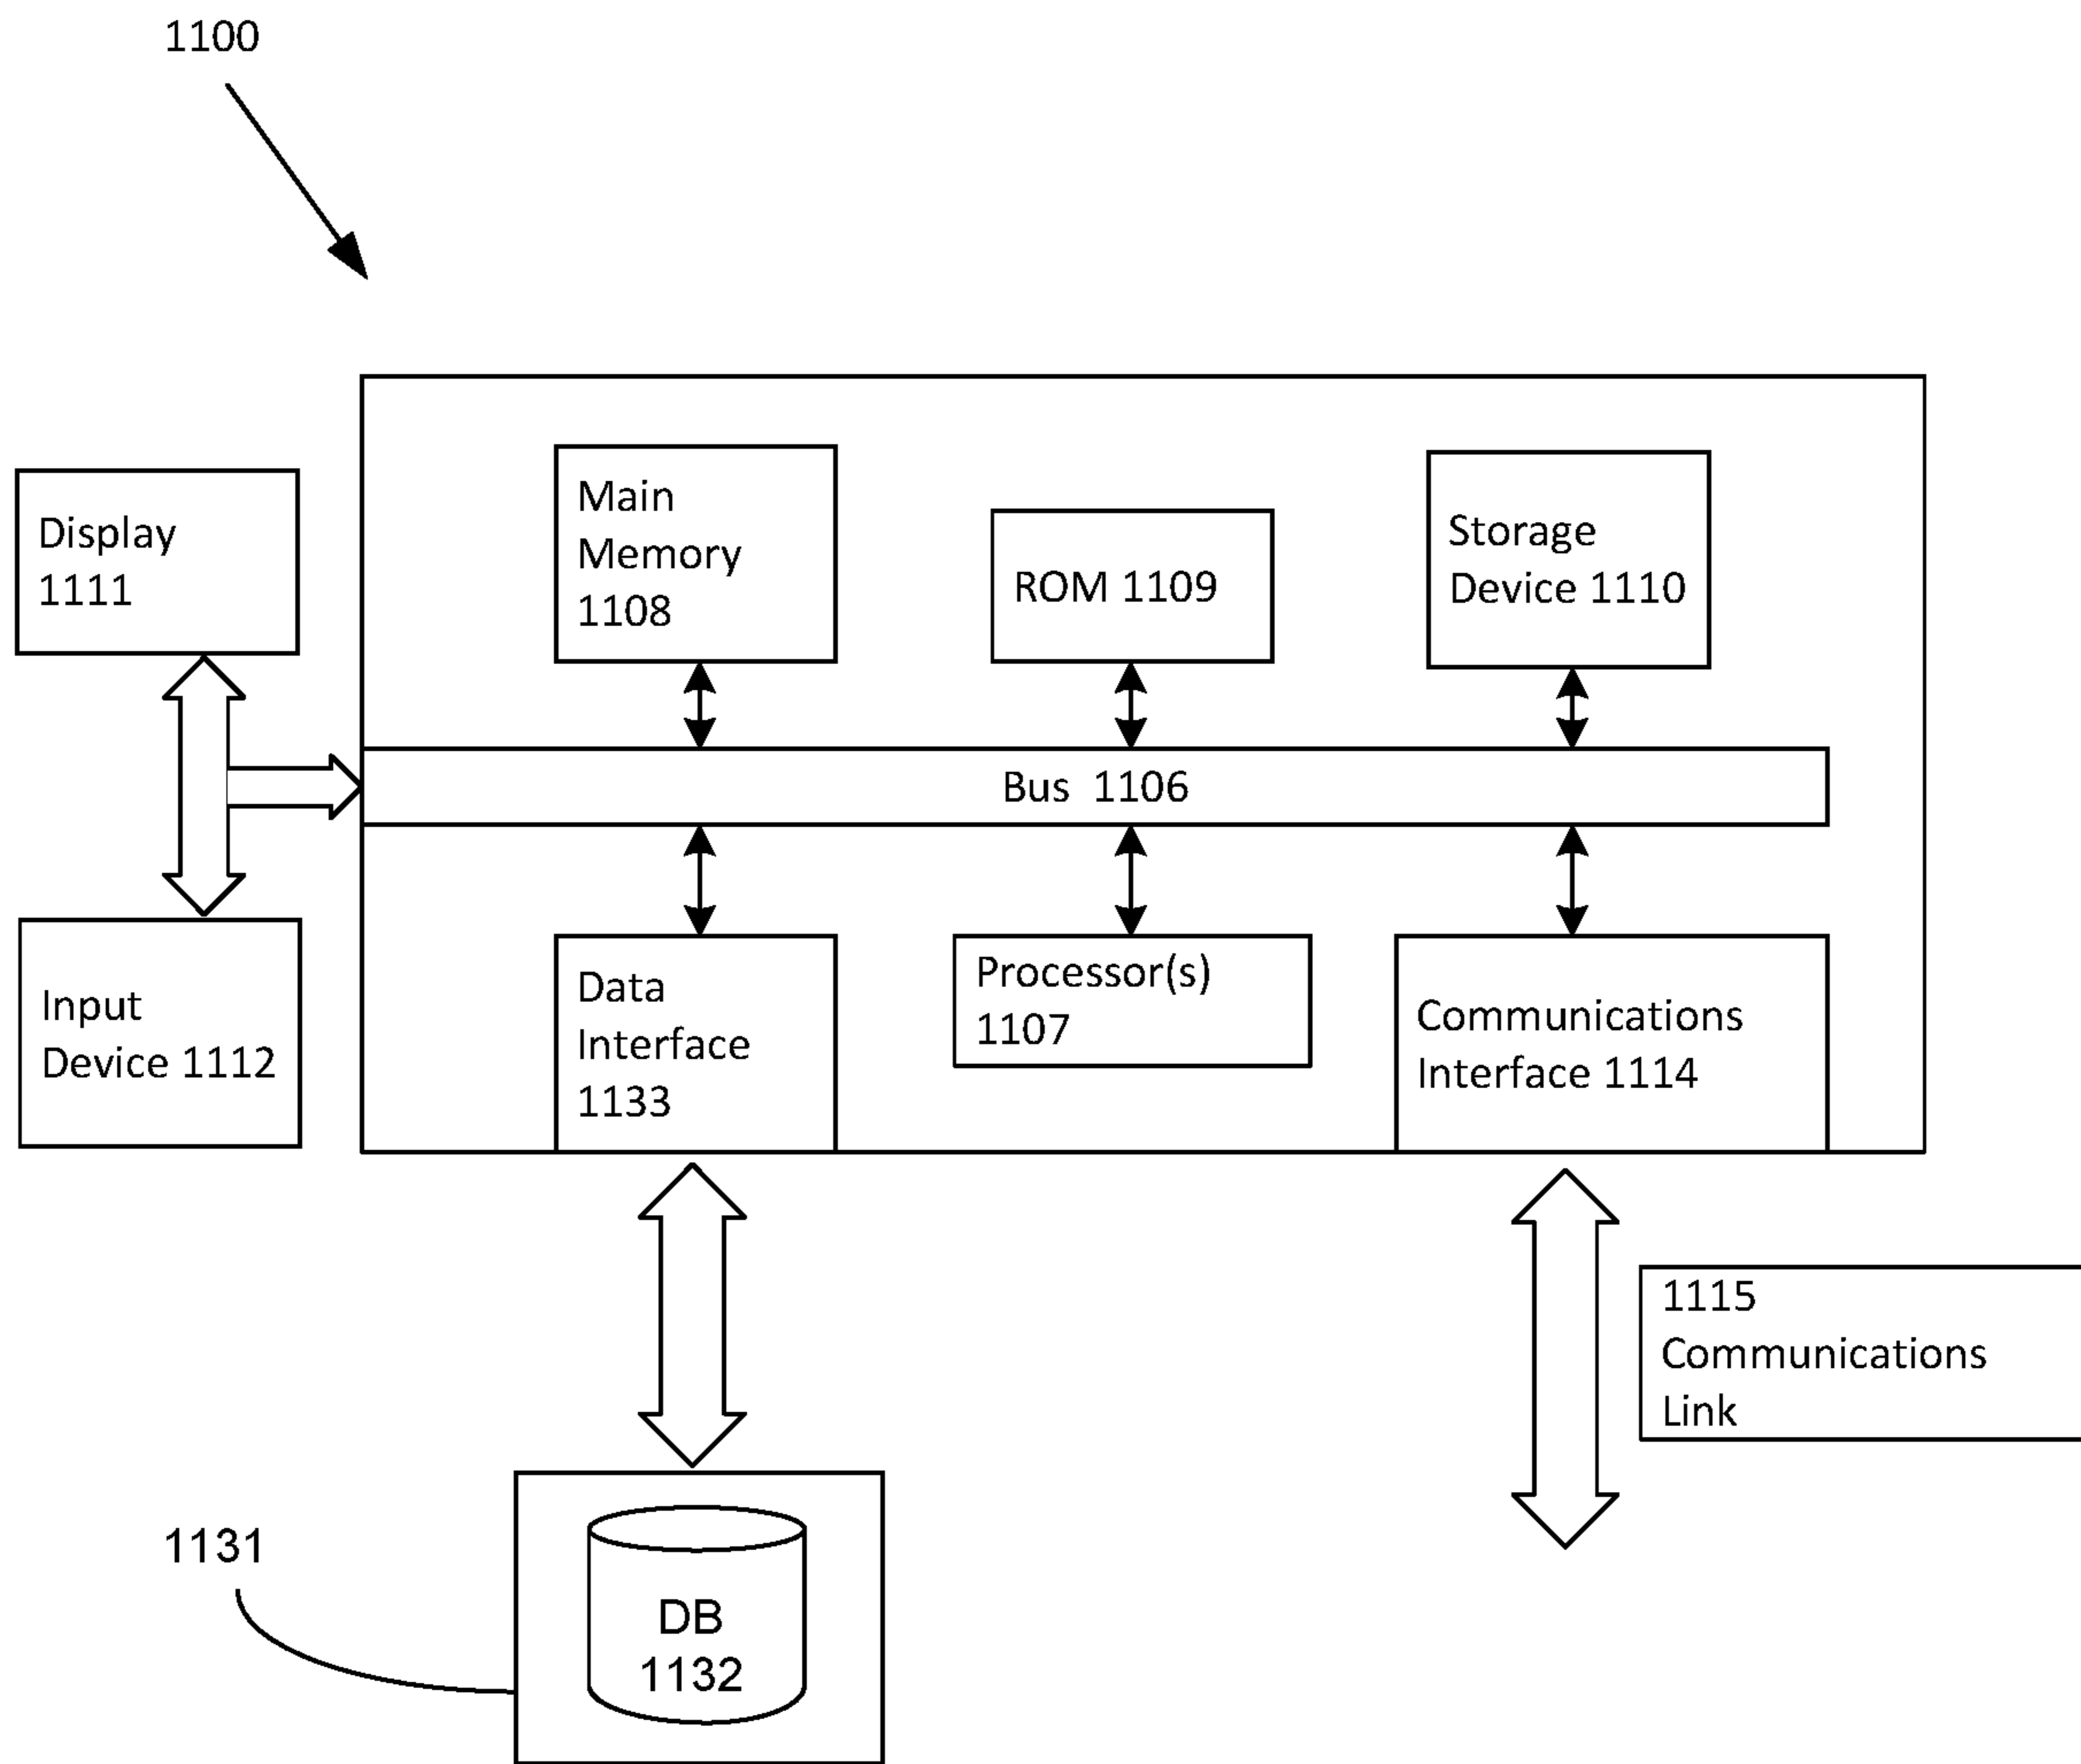 1100
Display
1111
Main
Memory
1108
ROM 1109
Storage
Device 1110
Bus 1106
Input
Device 1112
Data
Interface
1133
Processor(s)
1107
Communications
Interface 1114
1115
Communications
Link
1131
DB
1132